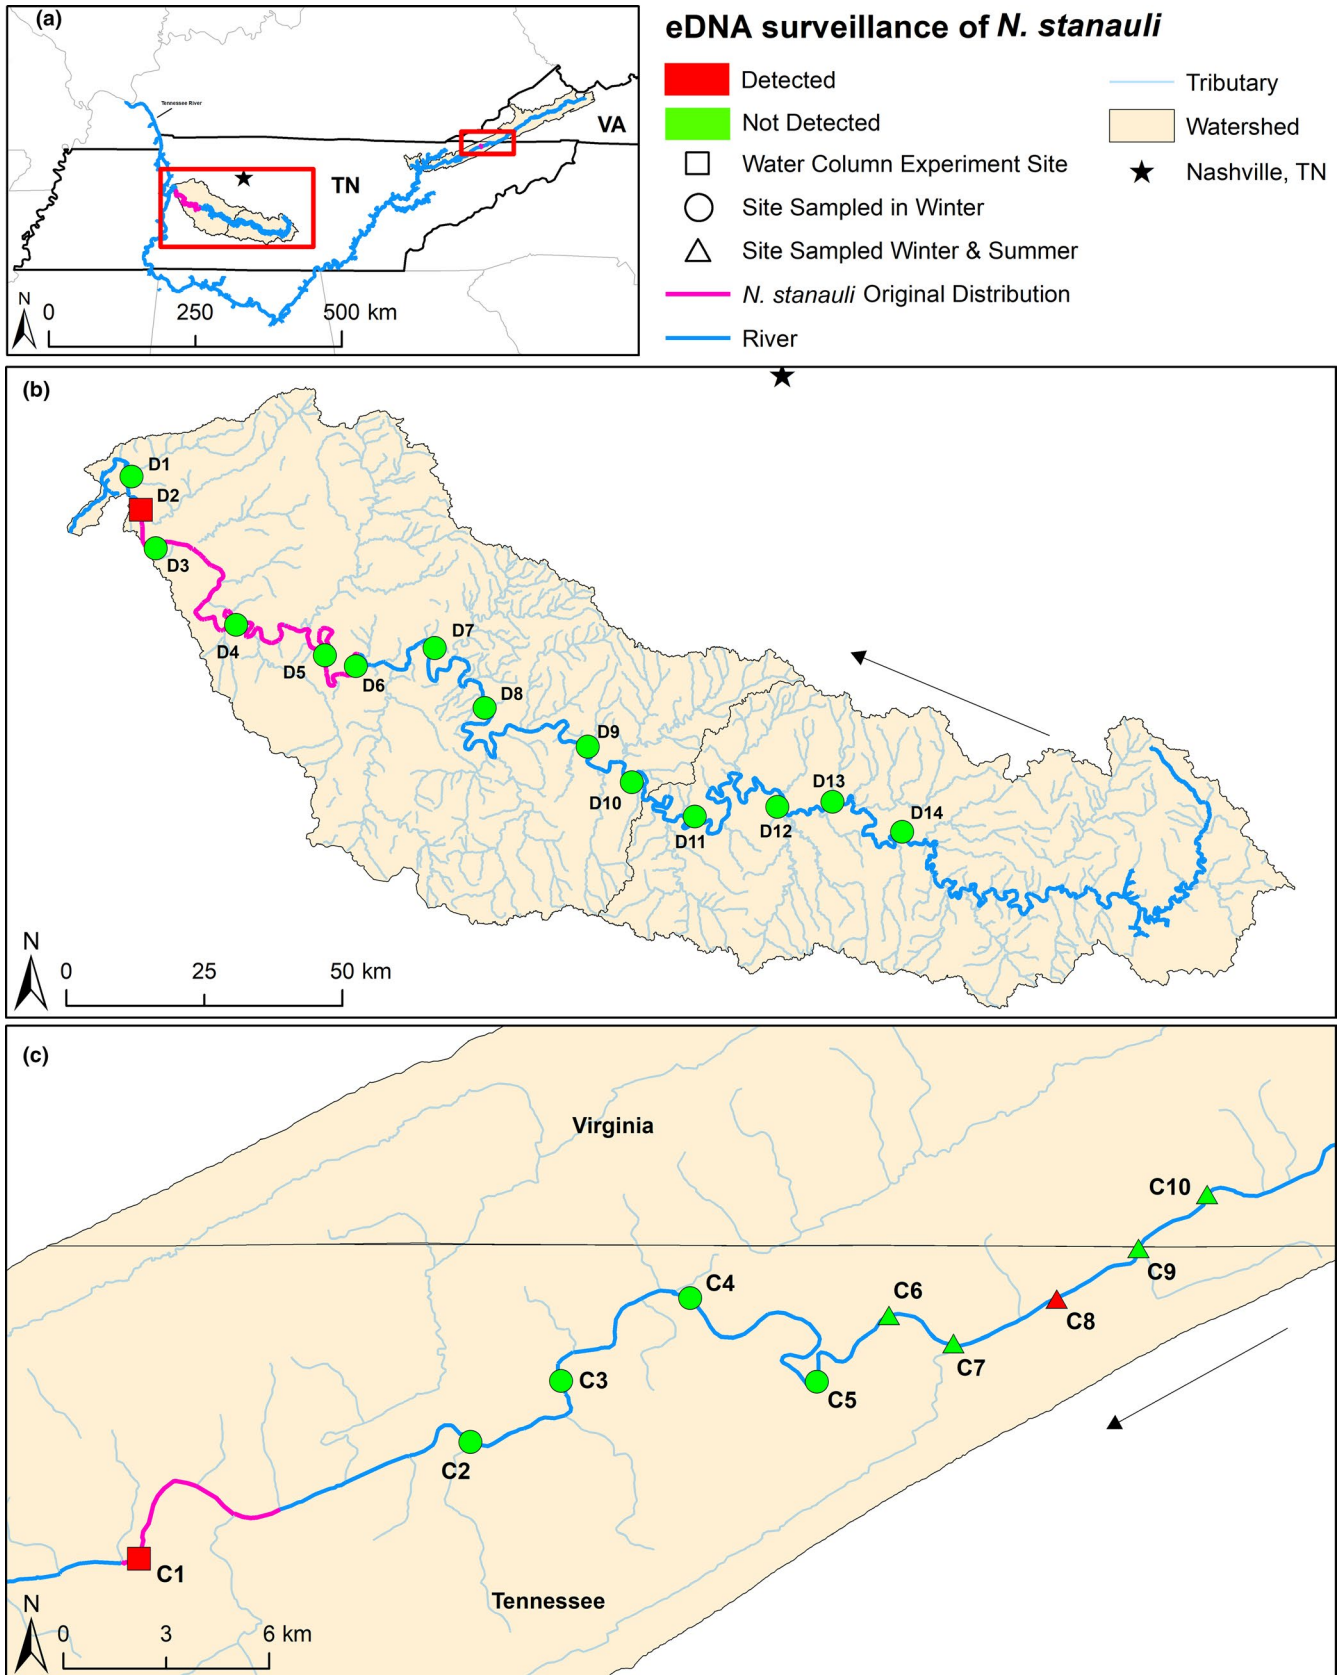 (a)
Tennessee River
VA
TN
N
0 250 500 km
eDNA surveillance of N. stanauli
Detected
Not Detected
Water Column Experiment Site
Site Sampled in Winter
Site Sampled Winter & Summer
N. stanauli Original Distribution
River
Tributary
Watershed
Nashville, TN
(b)
D1
D2
D3
D4
D5
D6
D7
D8
D9
D10
D11
D12
D13
D14
N
0 25 50 km
(c)
Virginia
C10
C9
C8
C7
C6
C5
C4
C3
C2
C1
Tennessee
N
0 3 6 km